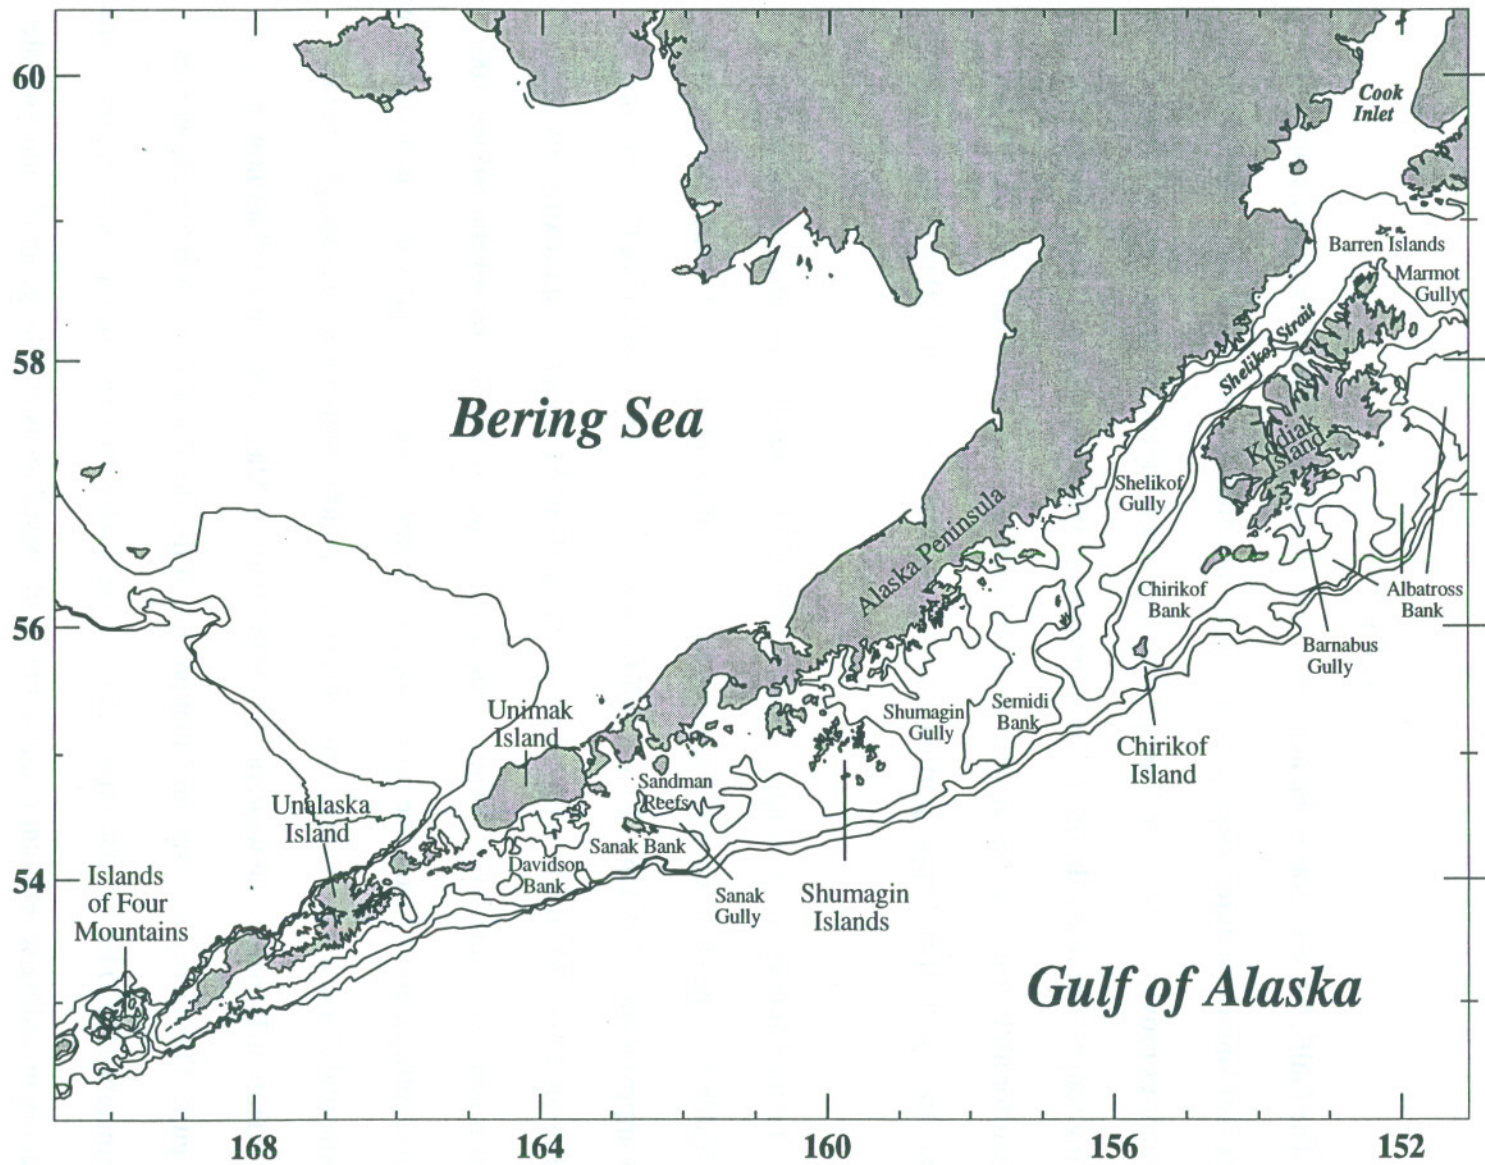 60
Cook
Inlet
Barren Islands
Marmot
Gully
58
Shelikof Strait
Bering Sea
Kodiak
Island
Shelikof
Gully
Alaska Peninsula
56
Chirikof
Bank
Albatross
Bank
Barnabus
Gully
Unimak
Island
Shumagin
Gully
Semidi
Bank
Chirikof
Island
Sandman
Reefs
Unalaska
Island
Sanak Bank
Davidson
Bank
54
Islands
of Four
Mountains
Sanak
Gully
Shumagin
Islands
Gulf of Alaska
168
164
160
156
152